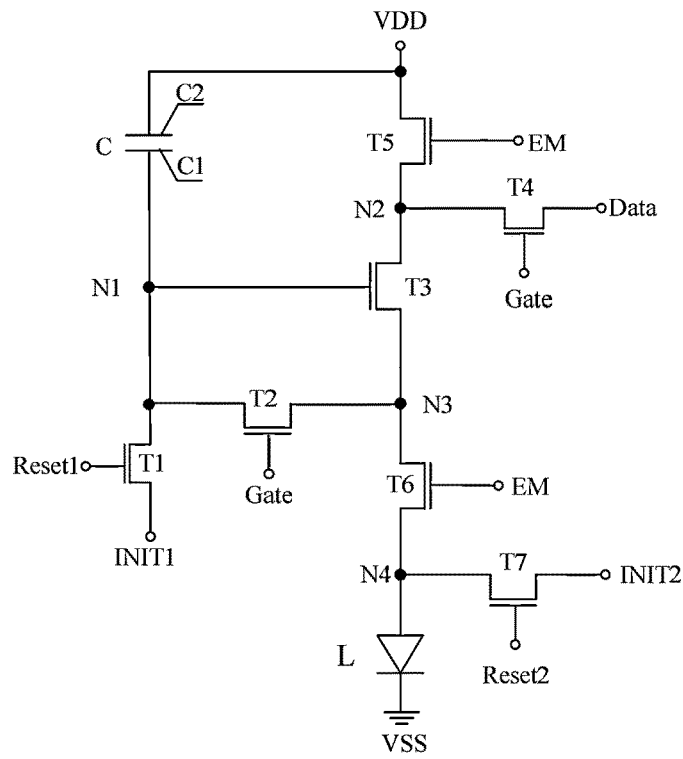 VDD
C2
C
C1
T5
EM
T4
N2
Data
Gate
N1
T3
T2
N3
Reset1
T1
Gate
T6
EM
INIT1
N4
T7
INIT2
L
Reset2
VSS